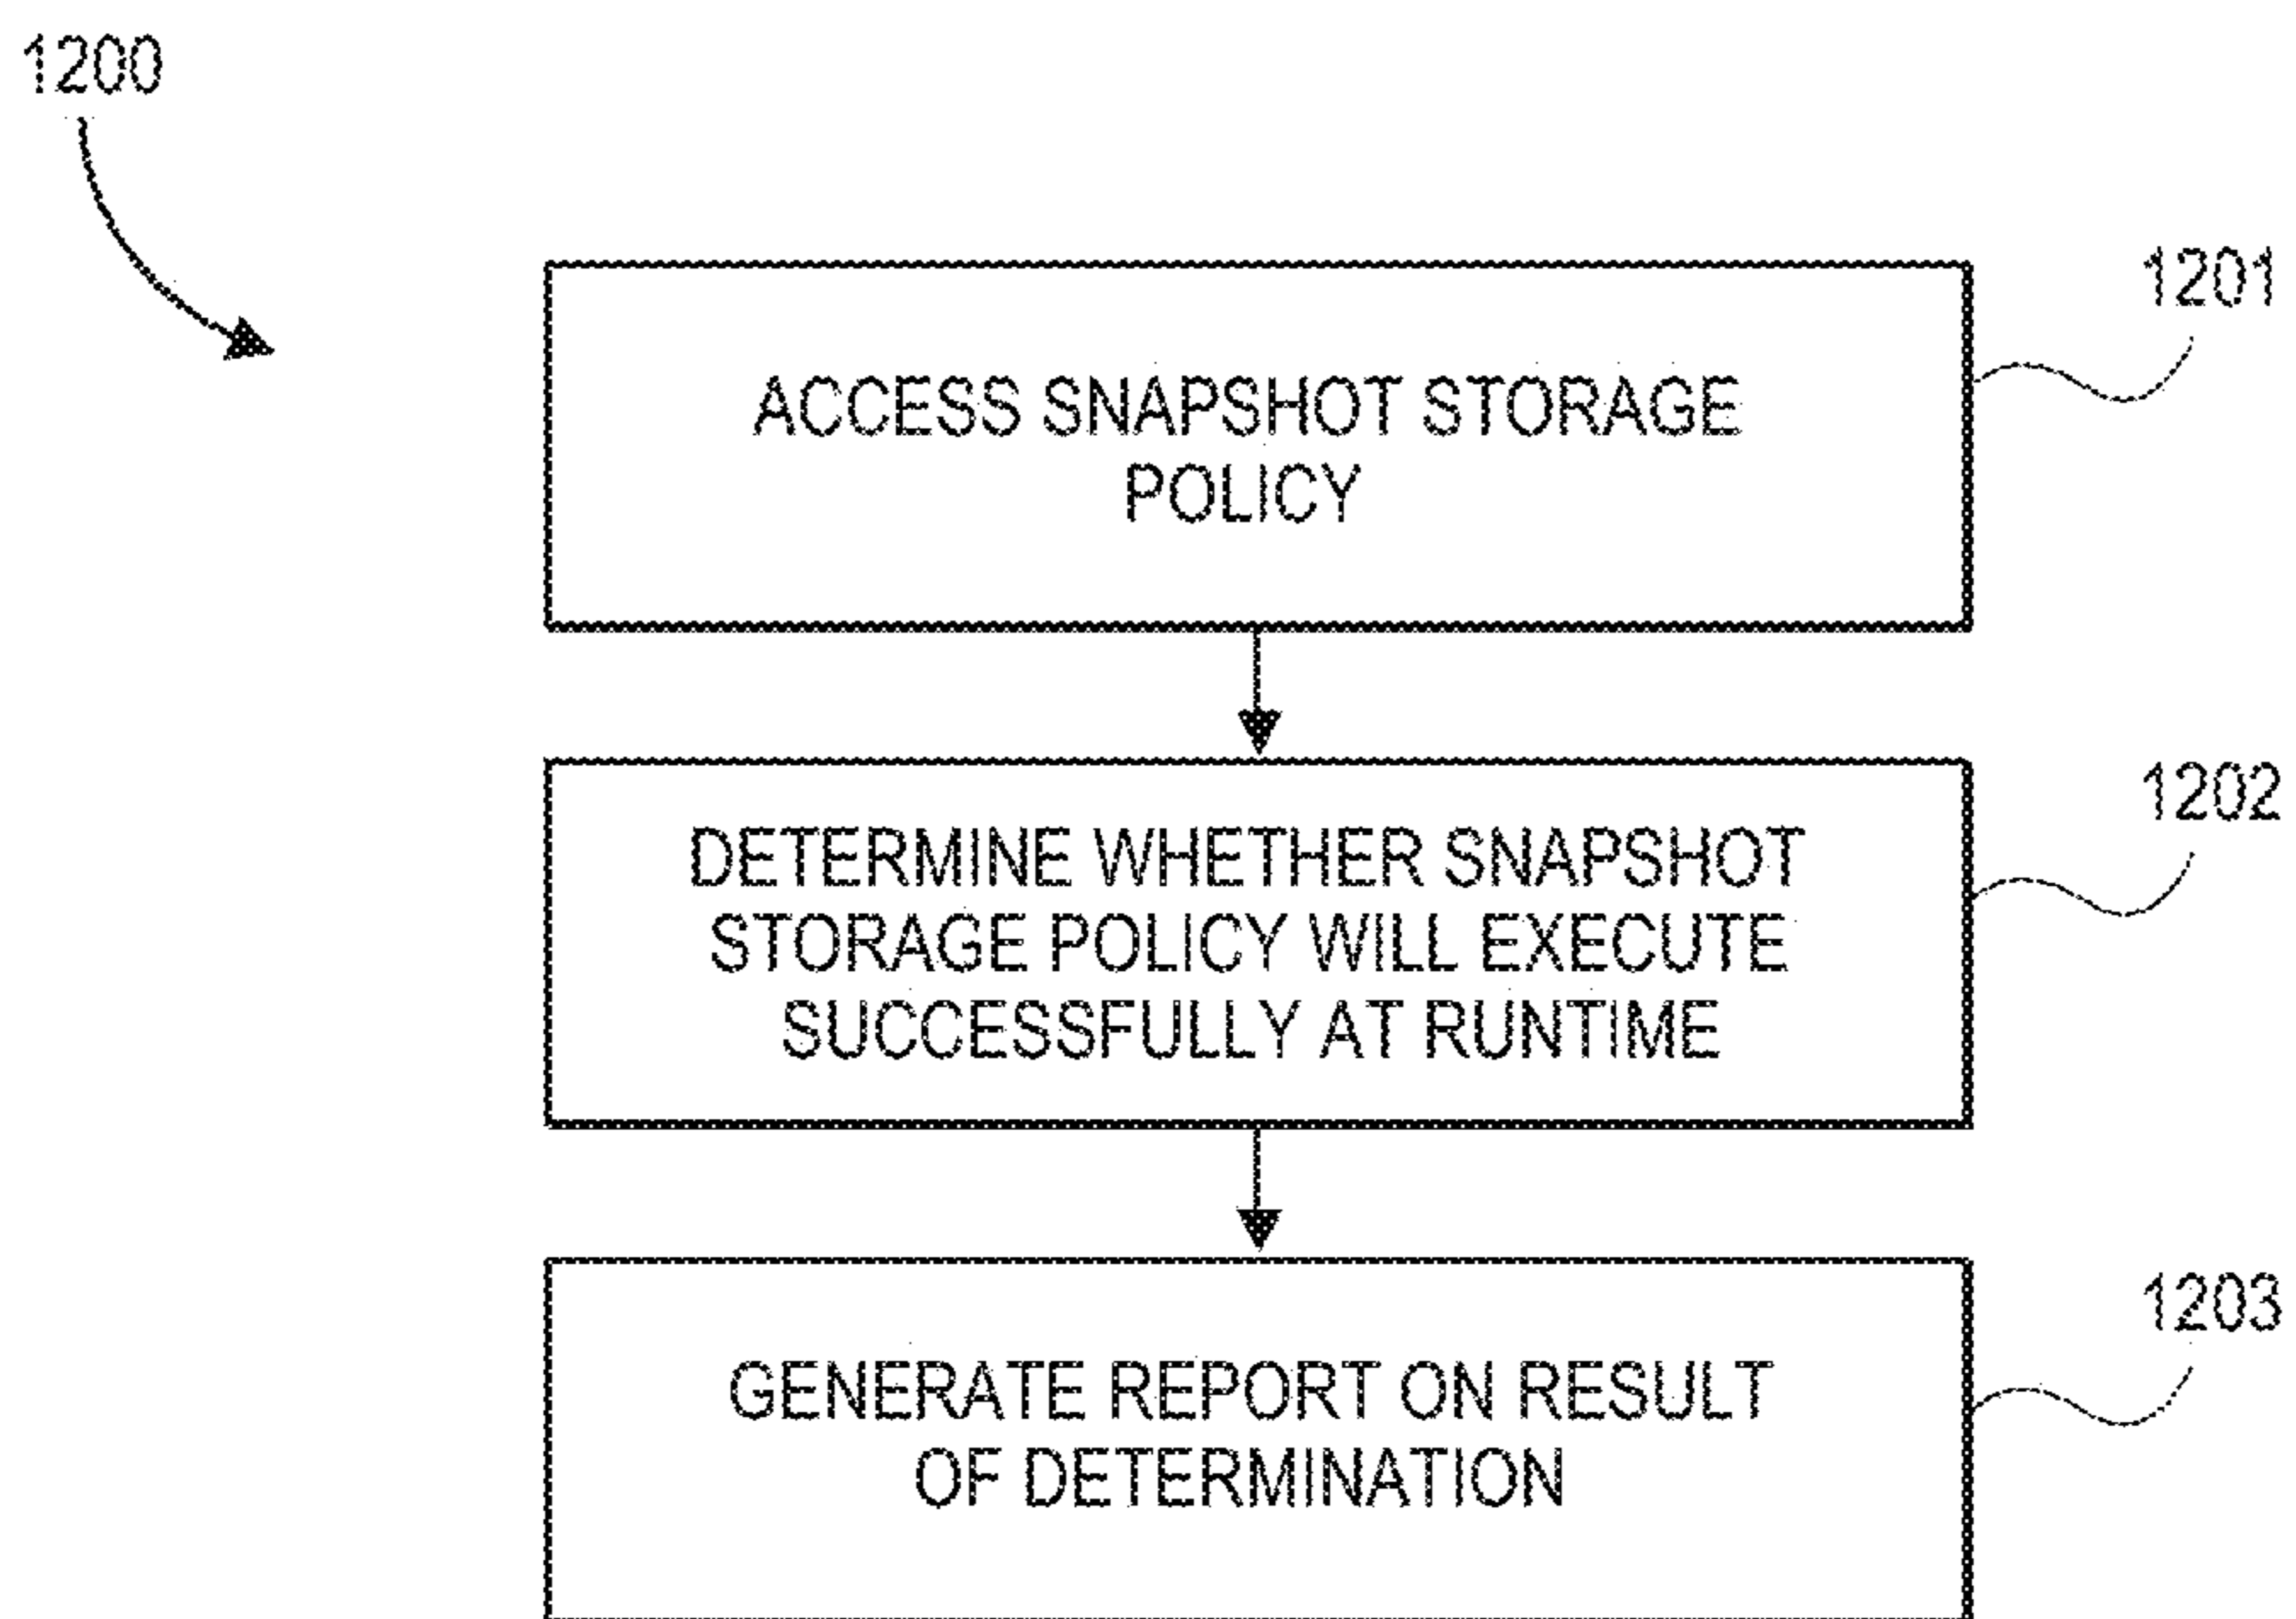 1200
1201
ACCESS SNAPSHOT STORAGE
POLICY
1202
DETERMINE WHETHER SNAPSHOT
STORAGE POLICY WILL EXECUTE
SUCCESSFULLY AT RUNTIME
1203
GENERATE REPORT ON RESULT
OF DETERMINATION